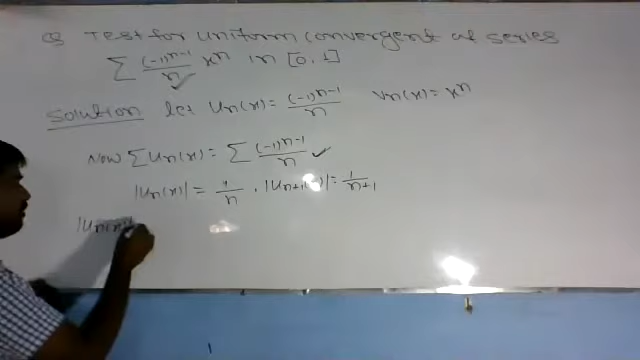 Q Test for Uniform Convergent of series
∑ (-1)^{n-1}/n x^n in [0, 1]
Solution let Un(x) = (-1)^{n-1}/n Vn(x) = x^n
Now ∑ Un(x) = ∑ (-1)^{n-1}/n
|Un(x)| = 1/n , |Un+1(x)| = 1/n+1
|Un(x)|